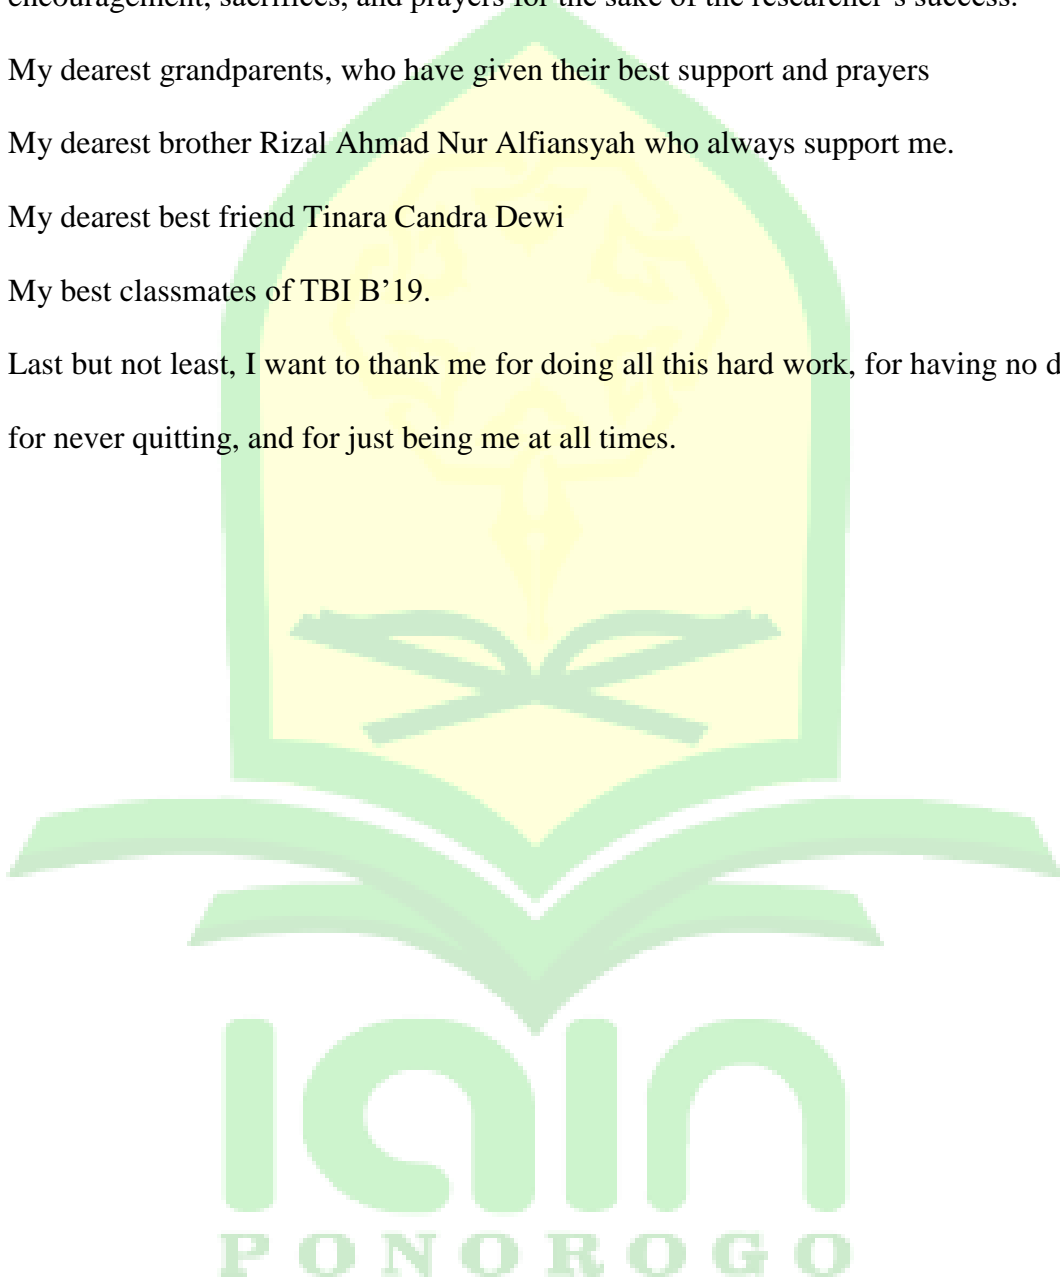 encouragement, sacrifices, and prayers for the sake of the researcher's success.
My dearest grandparents, who have given their best support and prayers
My dearest brother Rizal Ahmad Nur Alfiansyah who always support me.
My dearest best friend Tinara Candra Dewi
My best classmates of TBI B’19.
Last but not least, I want to thank me for doing all this hard work, for having no d
for never quitting, and for just being me at all times.
iain
PONOROGO